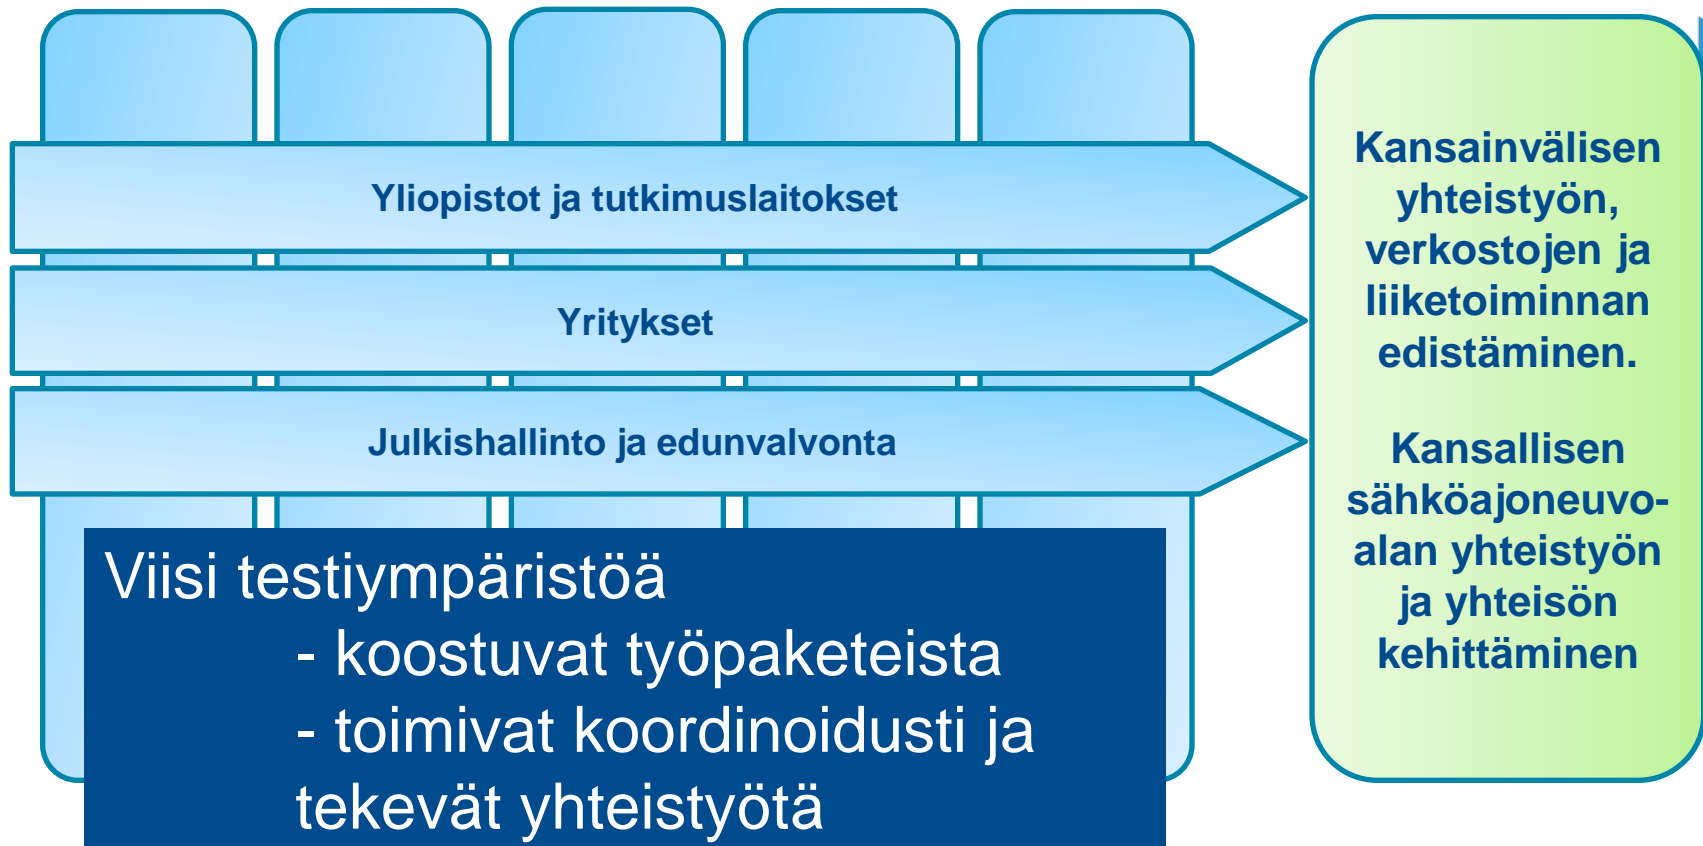 Yliopistot ja tutkimuslaitokset
Yritykset
Julkishallinto ja edunvalvonta
Viisi testiympäristöä
- koostuvat työpaketeista
- toimivat koordinoidusti ja
tekevät yhteistyötä
Kansainvälisen
yhteistyön,
verkostojen ja
liiketoiminnan
edistäminen.
Kansallisen
sähköajoneuvo-
alan yhteistyön
ja yhteisön
kehittäminen